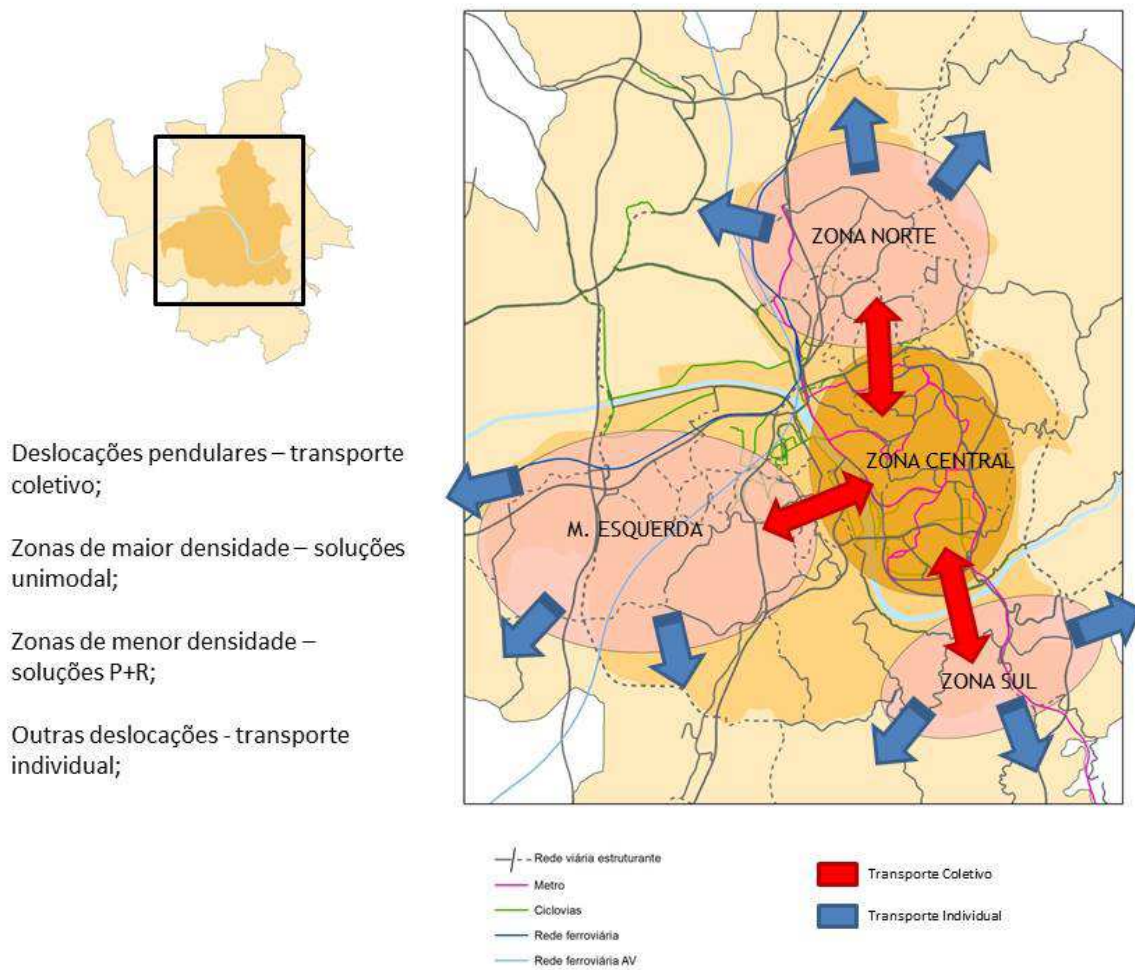 Deslocações pendulares – transporte
coletivo;
Zonas de maior densidade – soluções
unimodal;
Zonas de menor densidade –
soluções P+R;
Outras deslocações - transporte
individual;
ZONA NORTE
ZONA CENTRAL
M. ESQUERDA
ZONA SUL
Rede viária estruturante
Metro
Ciclovias
Rede ferroviária
Rede ferroviária AV
Transporte Coletivo
Transporte Individual